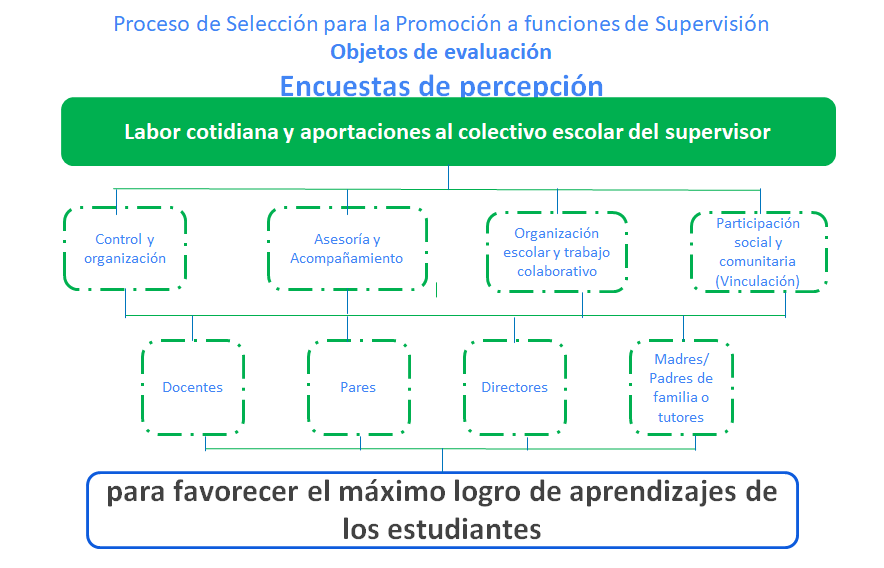 Proceso de Selección para la Promoción a funciones de Supervisión
Objetos de evaluación
Encuestas de percepción
Labor cotidiana y aportaciones al colectivo escolar del supervisor
Control y
organización
Asesoría y
Acompañamiento
Organización
escolar y trabajo
colaborativo
Participación
social y
comunitaria
(Vinculación)
Docentes
Pares
Directores
Madres/
Padres de
familia o
tutores
para favorecer el máximo logro de aprendizajes de
los estudiantes